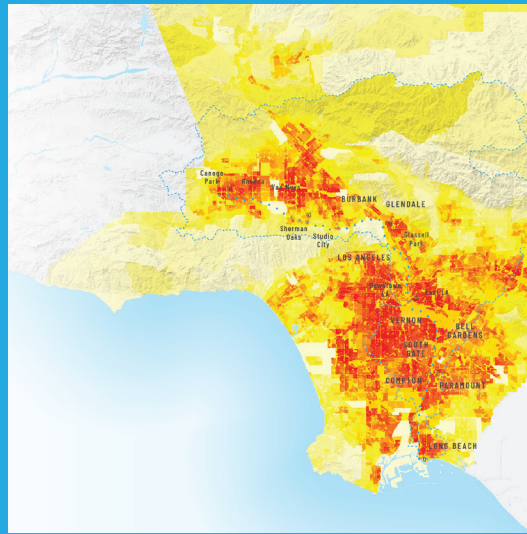 Canoga
Park
Reseda
Van Nuys
BURBANK
GLENDALE
Sherman
Oaks
Studio
City
Glassell
Park
LOS ANGELES
Downtown
LA
VERNON
BELL
GARDENS
SOUTH
GATE
COMPTON
PARAMOUNT
LONG BEACH